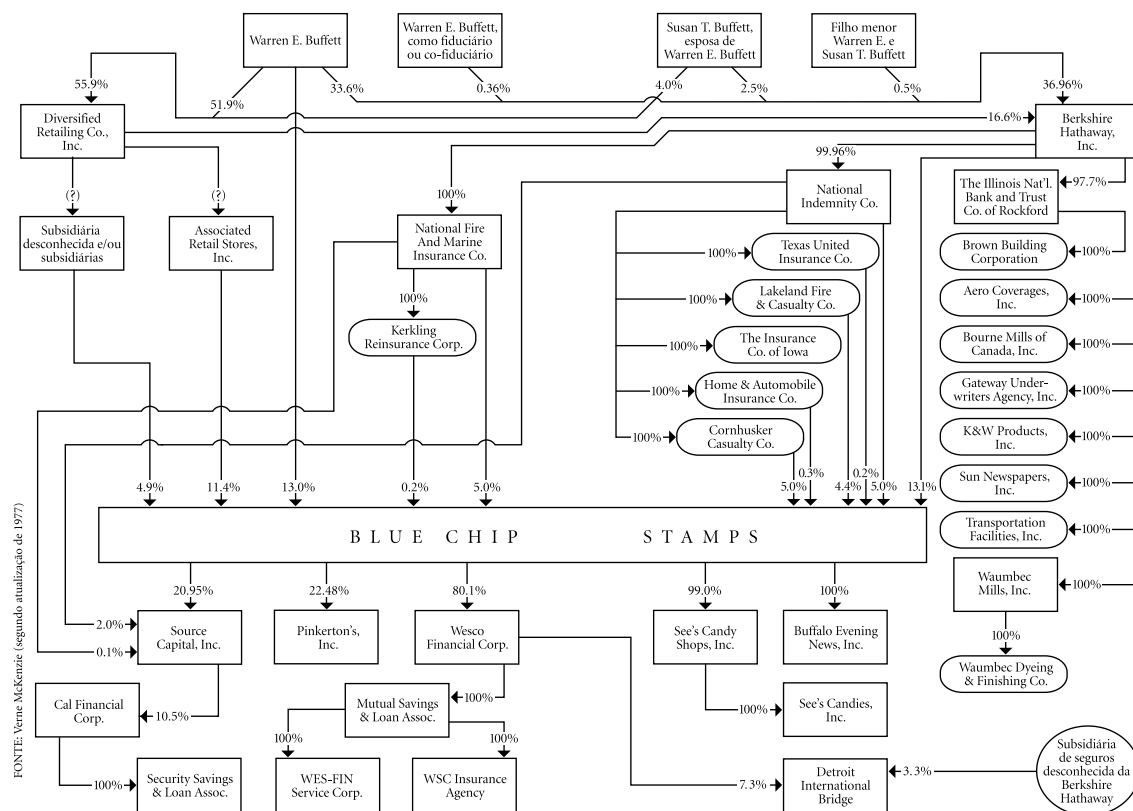 Warren E. Buffett
Warren E. Buffett,
como fiduciário
ou co-fiduciário
Susan T. Buffett,
esposa de
Warren E. Buffett
Filho menor
Warren E. e
Susan T. Buffett
55.9%
51.9%
33.6%
0.36%
4.0%
2.5%
0.5%
36.96%
Diversified
Retailing Co.,
Inc.
16.6%
Berkshire
Hathaway,
Inc.
99.96%
(?)
(?)
100%
National
Indemnity Co.
The Illinois Nat’l.
Bank and Trust
Co. of Rockford
97.7%
Subsidiária
desconhecida e/ou
subsidiárias
Associated
Retail Stores,
Inc.
National Fire
And Marine
Insurance Co.
100%
Texas United
Insurance Co.
Brown Building
Corporation
100%
100%
Kerkling
Reinsurance Corp.
100%
Lakeland Fire
& Casualty Co.
Aero Coverages,
Inc.
100%
100%
The Insurance
Co. of Iowa
Bourne Mills of
Canada, Inc.
100%
100%
Home & Automobile
Insurance Co.
Gateway Under-
writers Agency, Inc.
100%
100%
Cornhusker
Casualty Co.
K&W Products,
Inc.
100%
Sun Newspapers,
Inc.
100%
4.9%
11.4%
13.0%
0.2%
5.0%
5.0%
0.3%
4.4%
0.2%
5.0%
13.1%
BLUE CHIP STAMPS
Transportation
Facilities, Inc.
100%
20.95%
22.48%
80.1%
99.0%
100%
Waumbec
Mills, Inc.
100%
2.0%
0.1%
Source
Capital, Inc.
Pinkerton’s,
Inc.
Wesco
Financial Corp.
See’s Candy
Shops, Inc.
Buffalo Evening
News, Inc.
100%
Waumbec Dyeing
& Finishing Co.
Cal Financial
Corp.
10.5%
Mutual Savings
& Loan Assoc.
100%
100%
See’s Candies,
Inc.
100%
100%
100%
Security Savings
& Loan Assoc.
WES-FIN
Service Corp.
WSC Insurance
Agency
7.3%
Detroit
International
Bridge
3.3%
Subsidiária
de seguros
desconhecida da
Berkshire
Hathaway
FONTE: Verne McKenzie (segundo atualização de 1977)